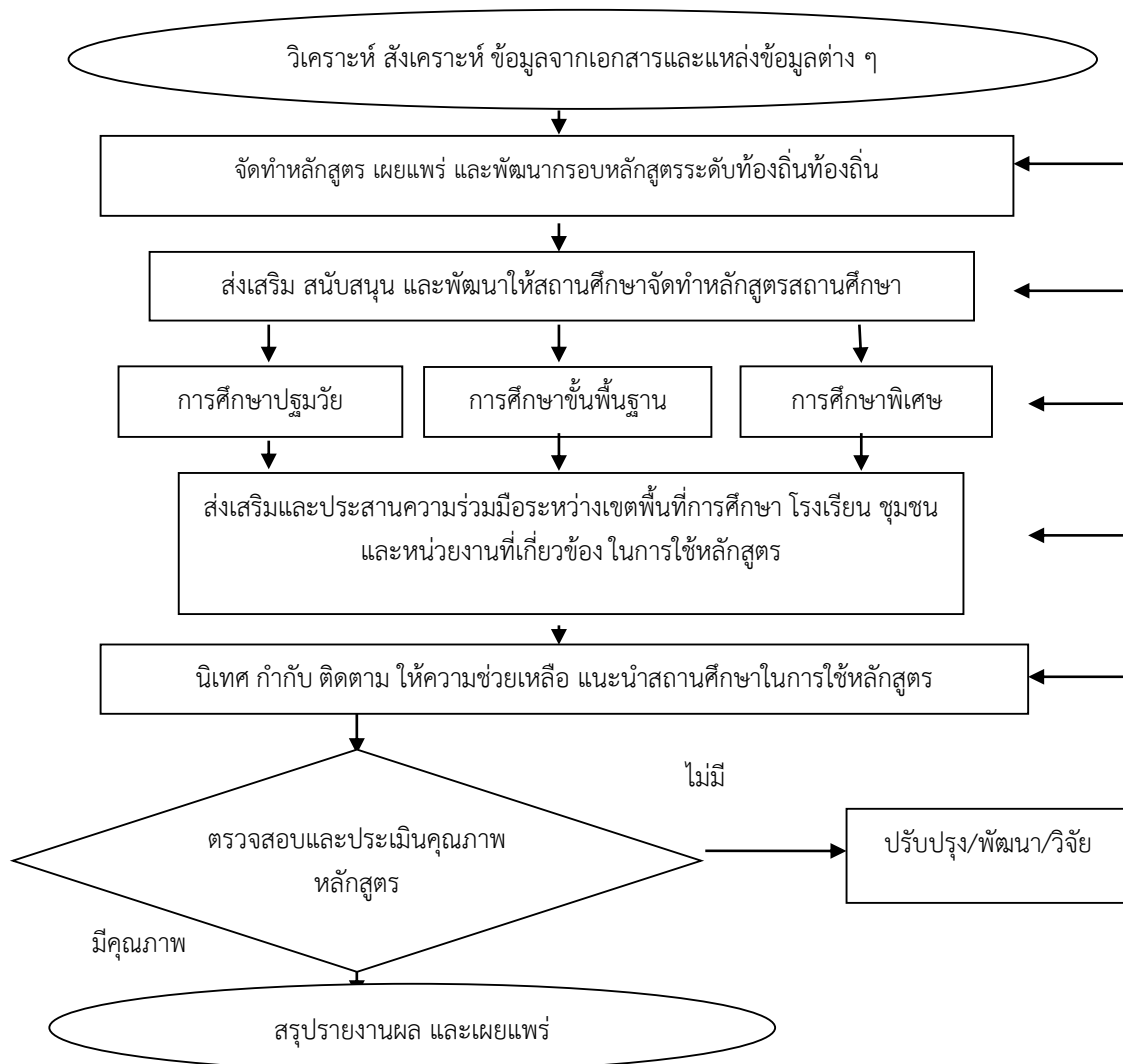 วิเคราะห์ สังเคราะห์ ข้อมูลจากเอกสารและแหล่งข้อมูลต่าง ๆ
จัดทำหลักสูตร เผยแพร่ และพัฒนากรอบหลักสูตรระดับท้องถิ่นท้องถิ่น
ส่งเสริม สนับสนุน และพัฒนาให้สถานศึกษาจัดทำหลักสูตรสถานศึกษา
การศึกษาปฐมวัย
การศึกษาขั้นพื้นฐาน
การศึกษาพิเศษ
ส่งเสริมและประสานความร่วมมือระหว่างเขตพื้นที่การศึกษา โรงเรียน ชุมชน
และหน่วยงานที่เกี่ยวข้อง ในการใช้หลักสูตร
นิเทศ กำกับ ติดตาม ให้ความช่วยเหลือ แนะนำสถานศึกษาในการใช้หลักสูตร
ไม่มี
ตรวจสอบและประเมินคุณภาพ
หลักสูตร
ปรับปรุง/พัฒนา/วิจัย
มีคุณภาพ
สรุปรายงานผล และเผยแพร่